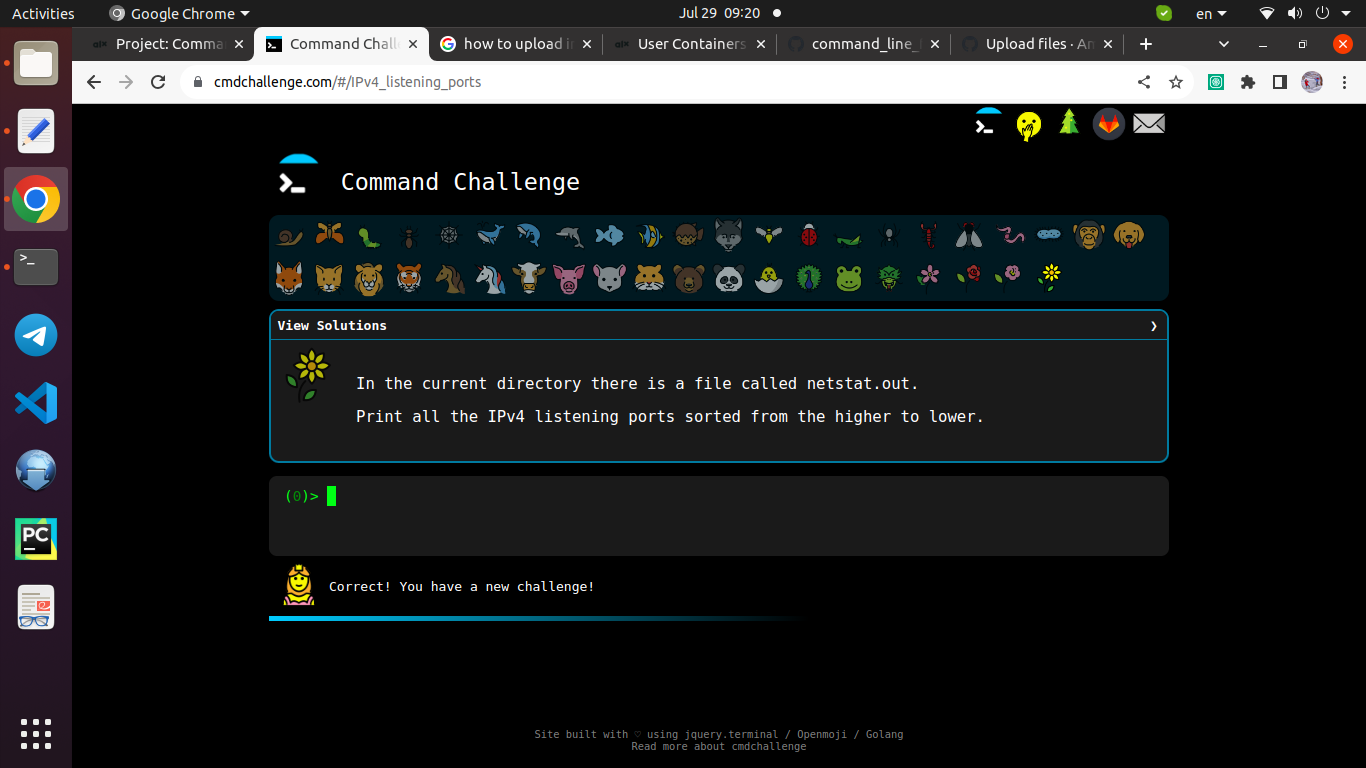 Activities Google Chrome Jul 29 09:20 en
Project: Comma Command Chall how to upload i User Containers command_line_ Upload files · An
cmdchallenge.com/#/IPv4_listening_ports
Command Challenge
View Solutions
In the current directory there is a file called netstat.out.
Print all the IPv4 listening ports sorted from the higher to lower.
(0)>
Correct! You have a new challenge!
Site built with ♡ using jquery.terminal / Openmoji / Golang
Read more about cmdchallenge